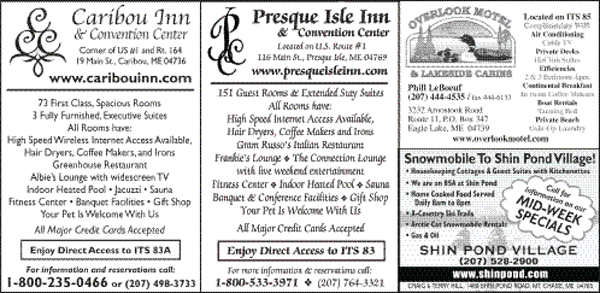 Caribou Inn
& Convention Center
Corner of US #1 and Rt. 164
19 Main St., Caribou, ME 04736
www.caribouinn.com
73 First Class, Spacious Rooms
3 Fully Furnished, Executive Suites
All Rooms have:
High Speed Wireless Internet Access Available,
Hair Dryers, Coffee Makers, and Irons
Greenhouse Restaurant
Albie's Lounge with widescreen TV
Indoor Heated Pool • Jacuzzi • Sauna
Fitness Center • Banquet Facilities • Gift Shop
Your Pet Is Welcome With Us
All Major Credit Cards Accepted
Enjoy Direct Access to ITS 83A
For information and reservations call:
1-800-235-0466 or (207) 498-3733
Presque Isle Inn
& Convention Center
Located on U.S. Route #1
116 Main St., Presque Isle, ME 04769
www.presqueisleinn.com
151 Guest Rooms & Extended Stay Suites
All Rooms have:
High Speed Internet Access Available,
Hair Dryers, Coffee Makers and Irons
Gram Russo's Italian Restaurant
Frankie's Lounge ❖ The Connection Lounge
with live weekend entertainment
Fitness Center ❖ Indoor Heated Pool ❖ Sauna
Banquet & Conference Facilities ❖ Gift Shop
Your Pet Is Welcome With Us
All Major Credit Cards Accepted
Enjoy Direct Access to ITS 83
For more information & reservations call:
1-800-533-3971 ❖ (207) 764-3321
OVERLOOK MOTEL
& LAKESIDE CABINS
Phill LeBoeuf
(207) 444-4535 / fax 444-6133
3232 Aroostook Road
Route 11, P.O. Box 347
Eagle Lake, ME 04739
www.overlookmotel.com
Located on ITS 85
Complimentary WiFi
Air Conditioning
Cable TV
Private Decks
Hot Tub Suites
Efficiencies
2 & 3 Bedroom Apts.
Continental Breakfast
In room Coffee Makers
Boat Rentals
Private Beach
Coin-Op Laundry
Snowmobile To Shin Pond Village!
• Housekeeping Cottages & Guest Suites with Kitchenettes
• We are on 85A at Shin Pond
• Home Cooked Food Served
Daily 8am to 8pm
• X-Country Ski Trails
• Arctic Cat Snowmobile Rentals
• Gas & Oil
Call for
information on our
MID-WEEK
SPECIALS
SHIN POND VILLAGE
(207) 528-2900
www.shinpond.com
CRAIG & TERRY HILL, 1489 SHIN POND ROAD, MT. CHASE, ME 04765